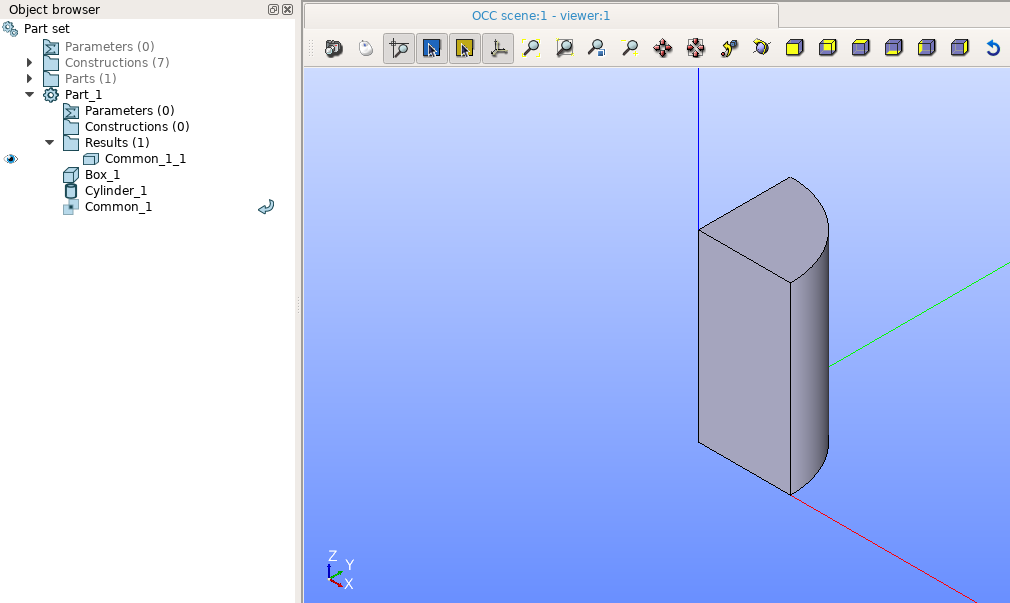 Object browser
OCC scene:1 - viewer:1
Part set
Parameters (0)
Constructions (7)
Parts (1)
Part_1
Parameters (0)
Constructions (0)
Results (1)
Common_1_1
Box_1
Cylinder_1
Common_1
Z
Y
X